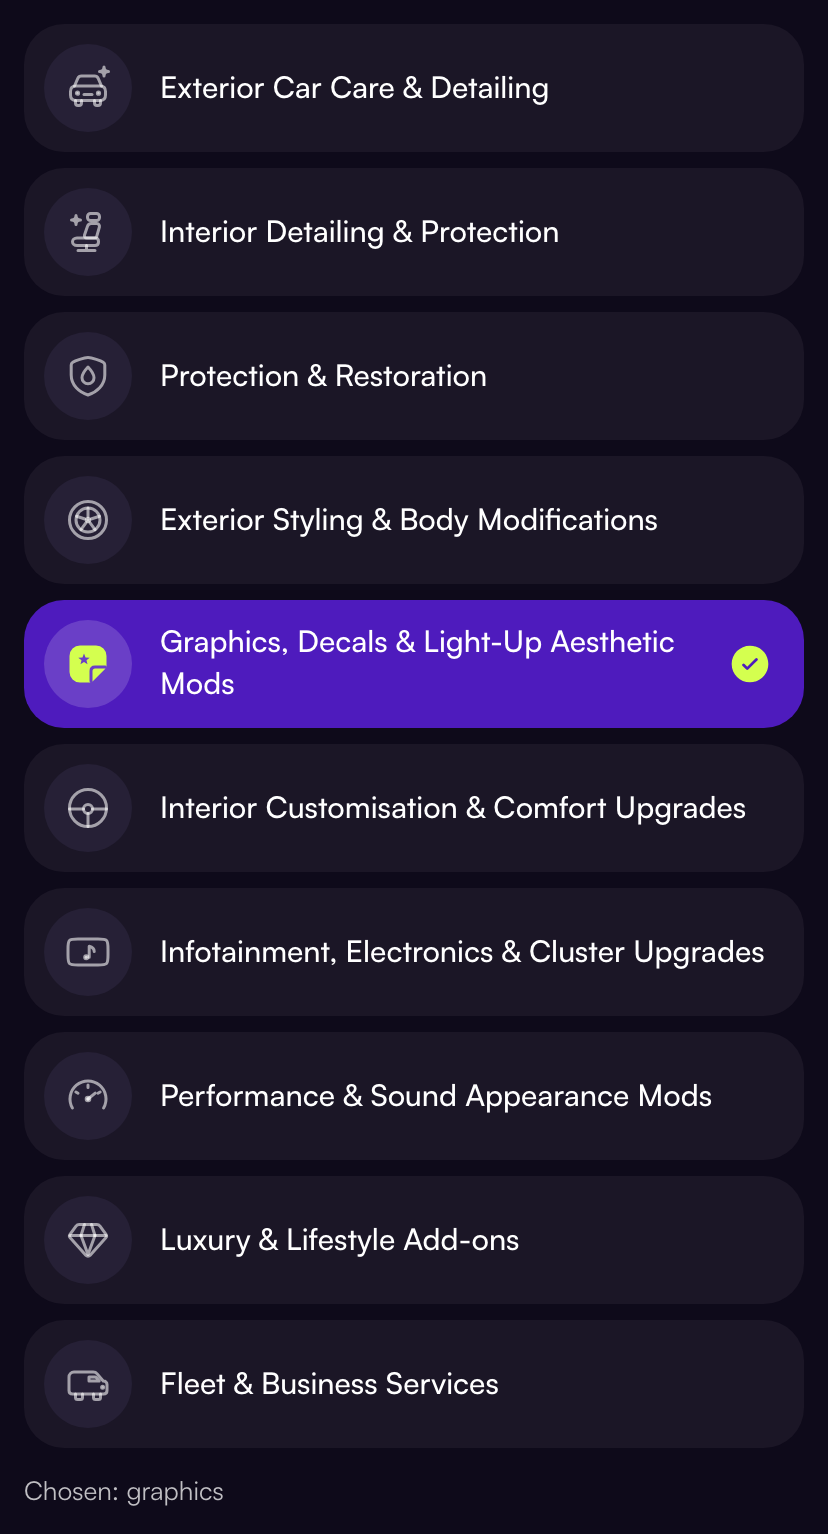 Exterior Car Care & Detailing
Interior Detailing & Protection
Protection & Restoration
Exterior Styling & Body Modifications
Graphics, Decals & Light-Up Aesthetic
Mods
Interior Customisation & Comfort Upgrades
Infotainment, Electronics & Cluster Upgrades
Performance & Sound Appearance Mods
Luxury & Lifestyle Add-ons
Fleet & Business Services
Chosen: graphics